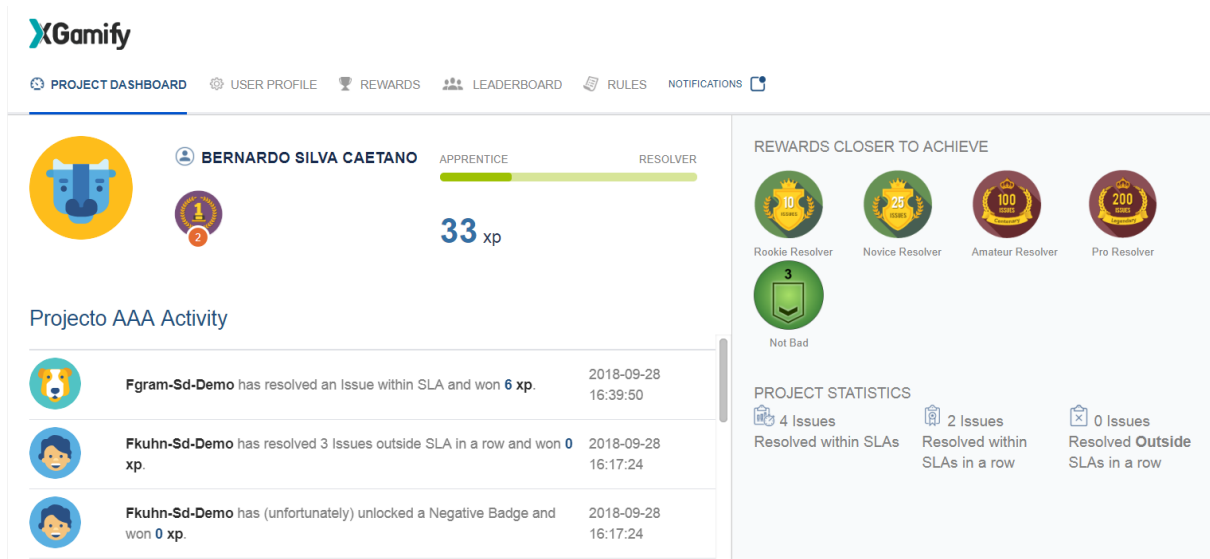 XGamify
PROJECT DASHBOARD USER PROFILE REWARDS LEADERBOARD RULES NOTIFICATIONS
BERNARDO SILVA CAETANO
APPRENTICE RESOLVER
1
2
33 xp
Projecto AAA Activity
Fgram-Sd-Demo has resolved an Issue within SLA and won 6 xp.
2018-09-28
16:39:50
Fkuhn-Sd-Demo has resolved 3 Issues outside SLA in a row and won 0
xp.
2018-09-28
16:17:24
Fkuhn-Sd-Demo has (unfortunately) unlocked a Negative Badge and
won 0 xp.
2018-09-28
16:17:24
REWARDS CLOSER TO ACHIEVE
10
ISSUES
Rookie Resolver
25
ISSUES
Novice Resolver
100
ISSUES
Centenary
Amateur Resolver
200
ISSUES
Legendary
Pro Resolver
3
Not Bad
PROJECT STATISTICS
4 Issues
Resolved within SLAs
2 Issues
Resolved within
SLAs in a row
0 Issues
Resolved Outside
SLAs in a row